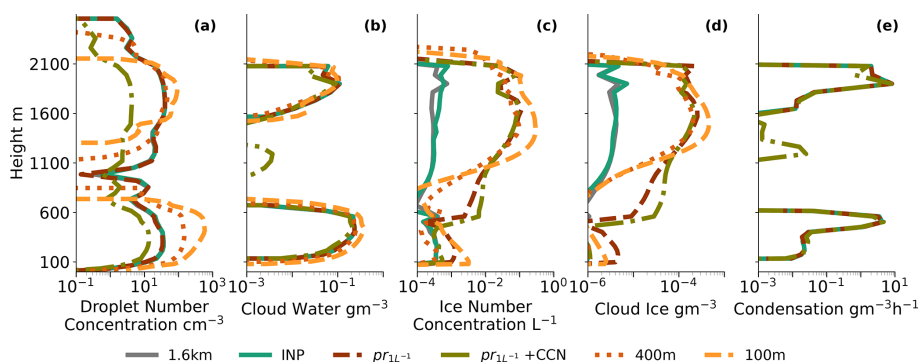 (a) (b) (c) (d) (e)
2100
1600
1100
600
100
Height m
10⁻¹ 10¹ 10³ 10⁻³ 10⁻¹ 10⁻⁴ 10⁻² 10⁰ 10⁻⁶ 10⁻⁴ 10⁻³ 10⁻¹ 10¹
Droplet Number
Concentration cm⁻³
Cloud Water gm⁻³
Ice Number
Concentration L⁻¹
Cloud Ice gm⁻³
Condensation gm⁻³h⁻¹
1.6km INP pr₁L⁻¹ pr₁L⁻¹ +CCN 400m 100m